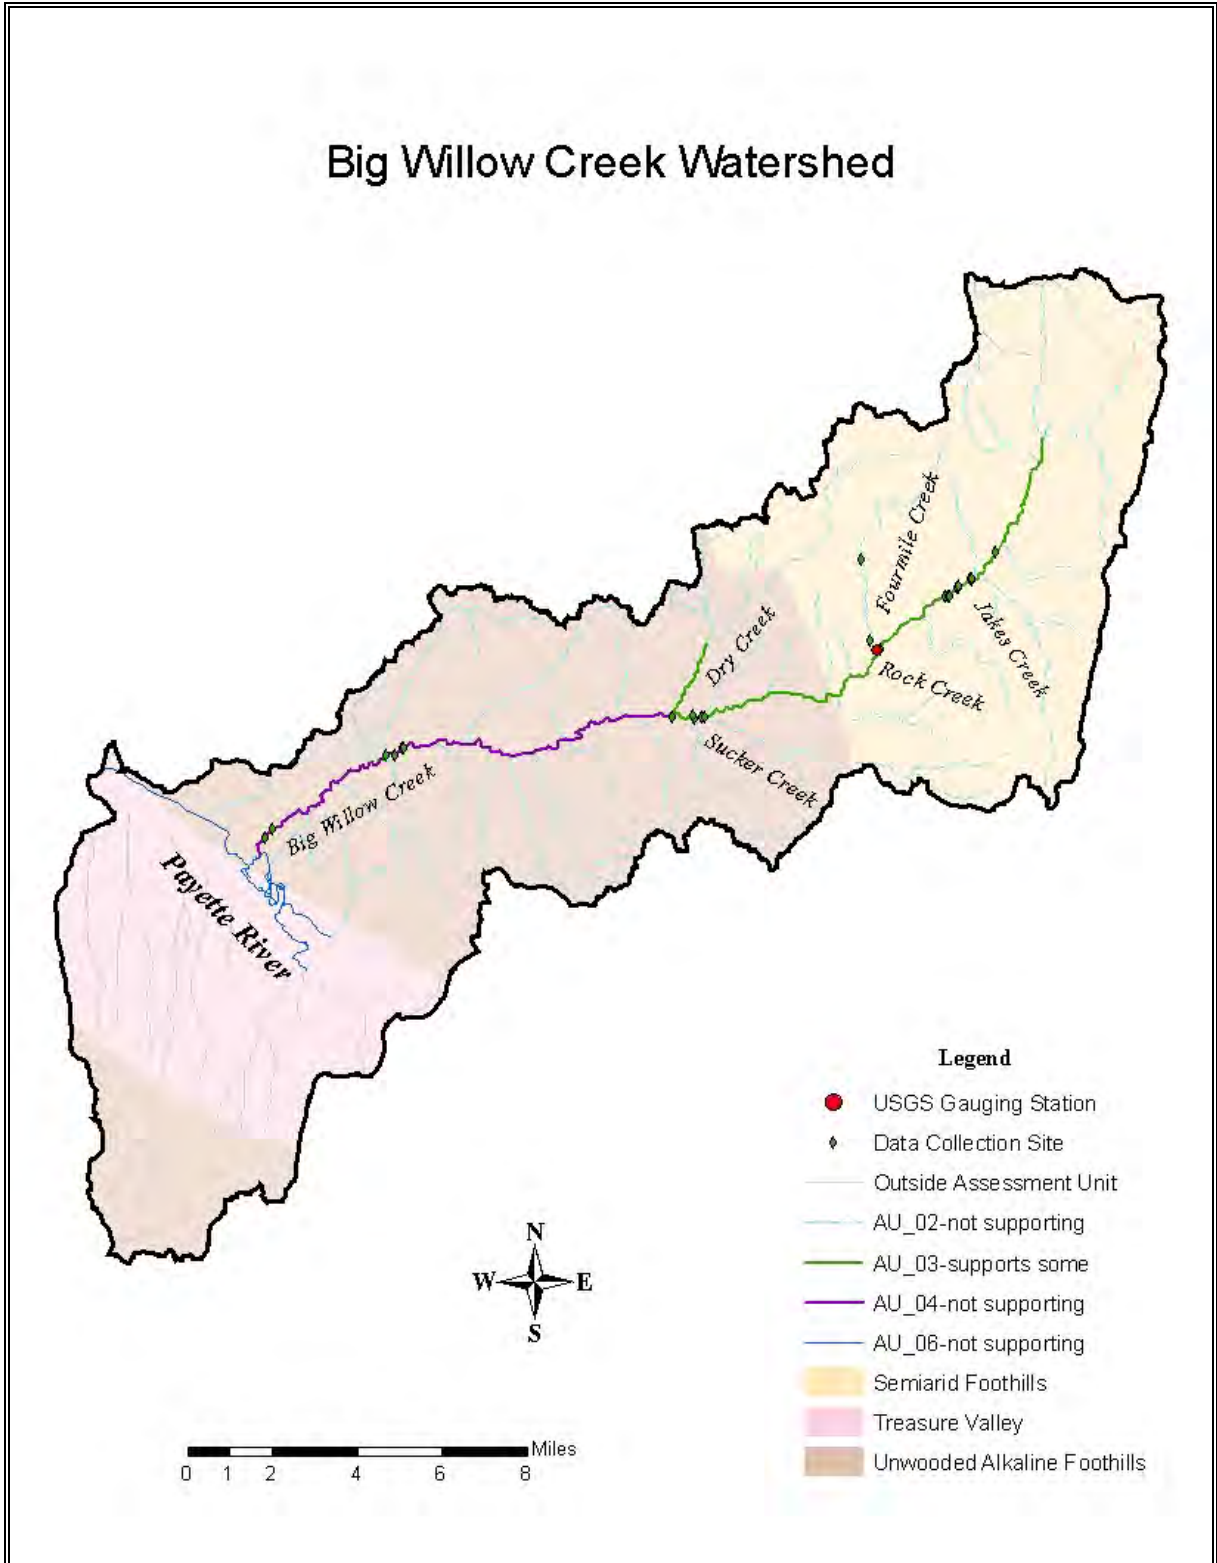 Big Willow Creek Watershed
Fourmile Creek
Jakes Creek
Dry Creek
Rock Creek
Sucker Creek
Big Willow Creek
Payette River
Legend
USGS Gauging Station
Data Collection Site
Outside Assessment Unit
AU_02-not supporting
AU_03-supports some
AU_04-not supporting
AU_06-not supporting
Semiarid Foothills
Treasure Valley
Unwooded Alkaline Foothills
N
W E
S
Miles
0 1 2 4 6 8